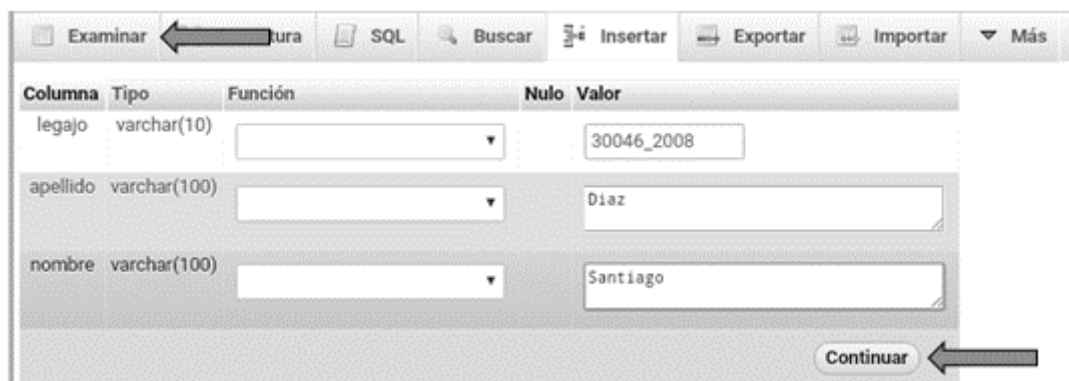 Examinar tura SQL Buscar Insertar Exportar Importar Más
Columna Tipo Función Nulo Valor
legajo varchar(10) 30046_2008
apellido varchar(100) Diaz
nombre varchar(100) Santiago
Continuar